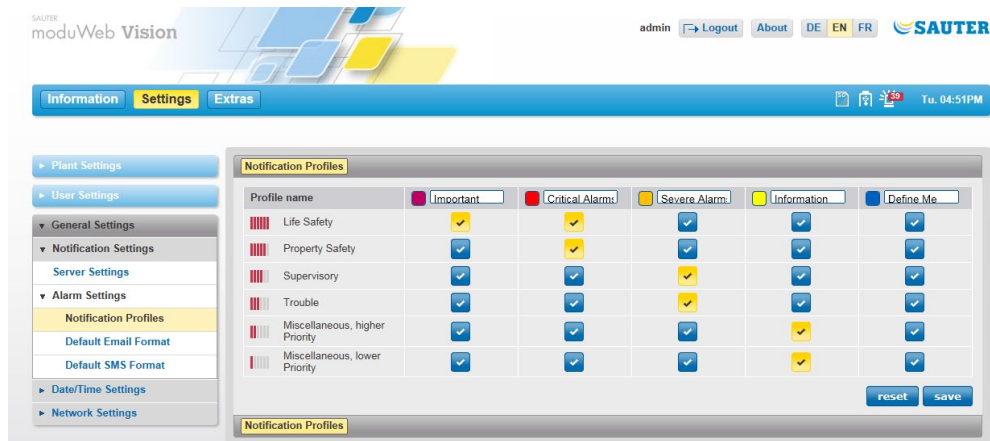 SAUTER
moduWeb Vision
admin Logout About DE EN FR SAUTER
Information Settings Extras 39 Tu. 04:51PM
Plant Settings
User Settings
General Settings
Notification Settings
Server Settings
Alarm Settings
Notification Profiles
Default Email Format
Default SMS Format
Date/Time Settings
Network Settings
Notification Profiles
Profile name Important Critical Alarms Severe Alarm: Information Define Me
Life Safety
Property Safety
Supervisory
Trouble
Miscellaneous, higher
Priority
Miscellaneous, lower
Priority
reset save
Notification Profiles